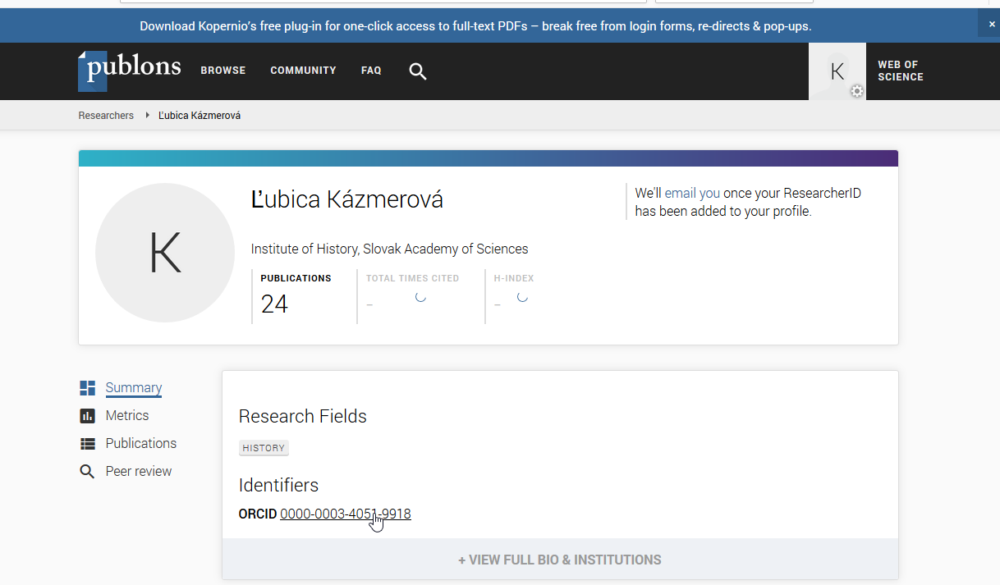 Download Kopernio's free plug-in for one-click access to full-text PDFs – break free from login forms, re-directs & pop-ups.
×
publons BROWSE COMMUNITY FAQ K WEB OF SCIENCE
Researchers Ľubica Kázmerová
K
Ľubica Kázmerová
We'll email you once your ResearcherID
has been added to your profile.
Institute of History, Slovak Academy of Sciences
PUBLICATIONS TOTAL TIMES CITED H-INDEX
24 – –
Summary
Metrics
Publications
Peer review
Research Fields
HISTORY
Identifiers
ORCID 0000-0003-4051-9918
+ VIEW FULL BIO & INSTITUTIONS